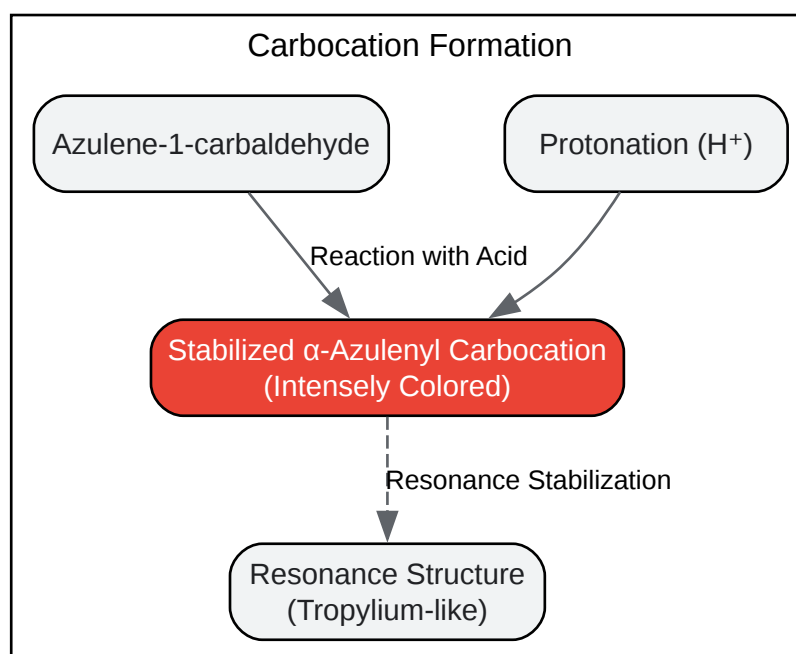 Carbocation Formation
Azulene-1-carbaldehyde
Protonation (H⁺)
Reaction with Acid
Stabilized α-Azulenyl Carbocation
(Intensely Colored)
Resonance Stabilization
Resonance Structure
(Tropylium-like)